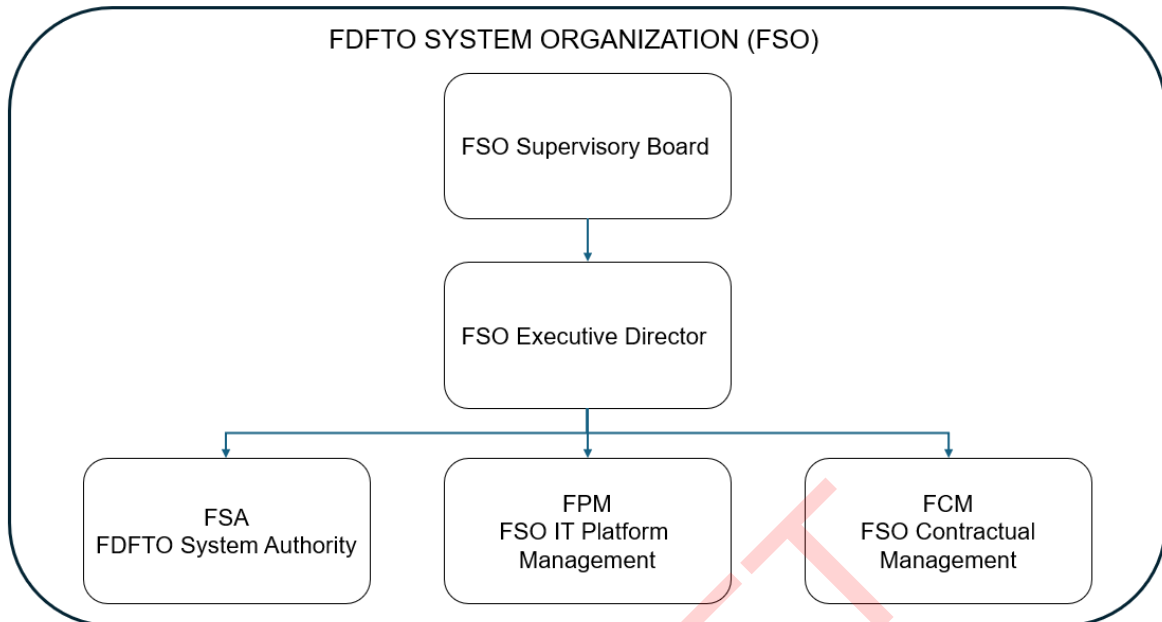 FDFTO SYSTEM ORGANIZATION (FSO)
FSO Supervisory Board
FSO Executive Director
FSA
FDFTO System Authority
FPM
FSO IT Platform
Management
FCM
FSO Contractual
Management